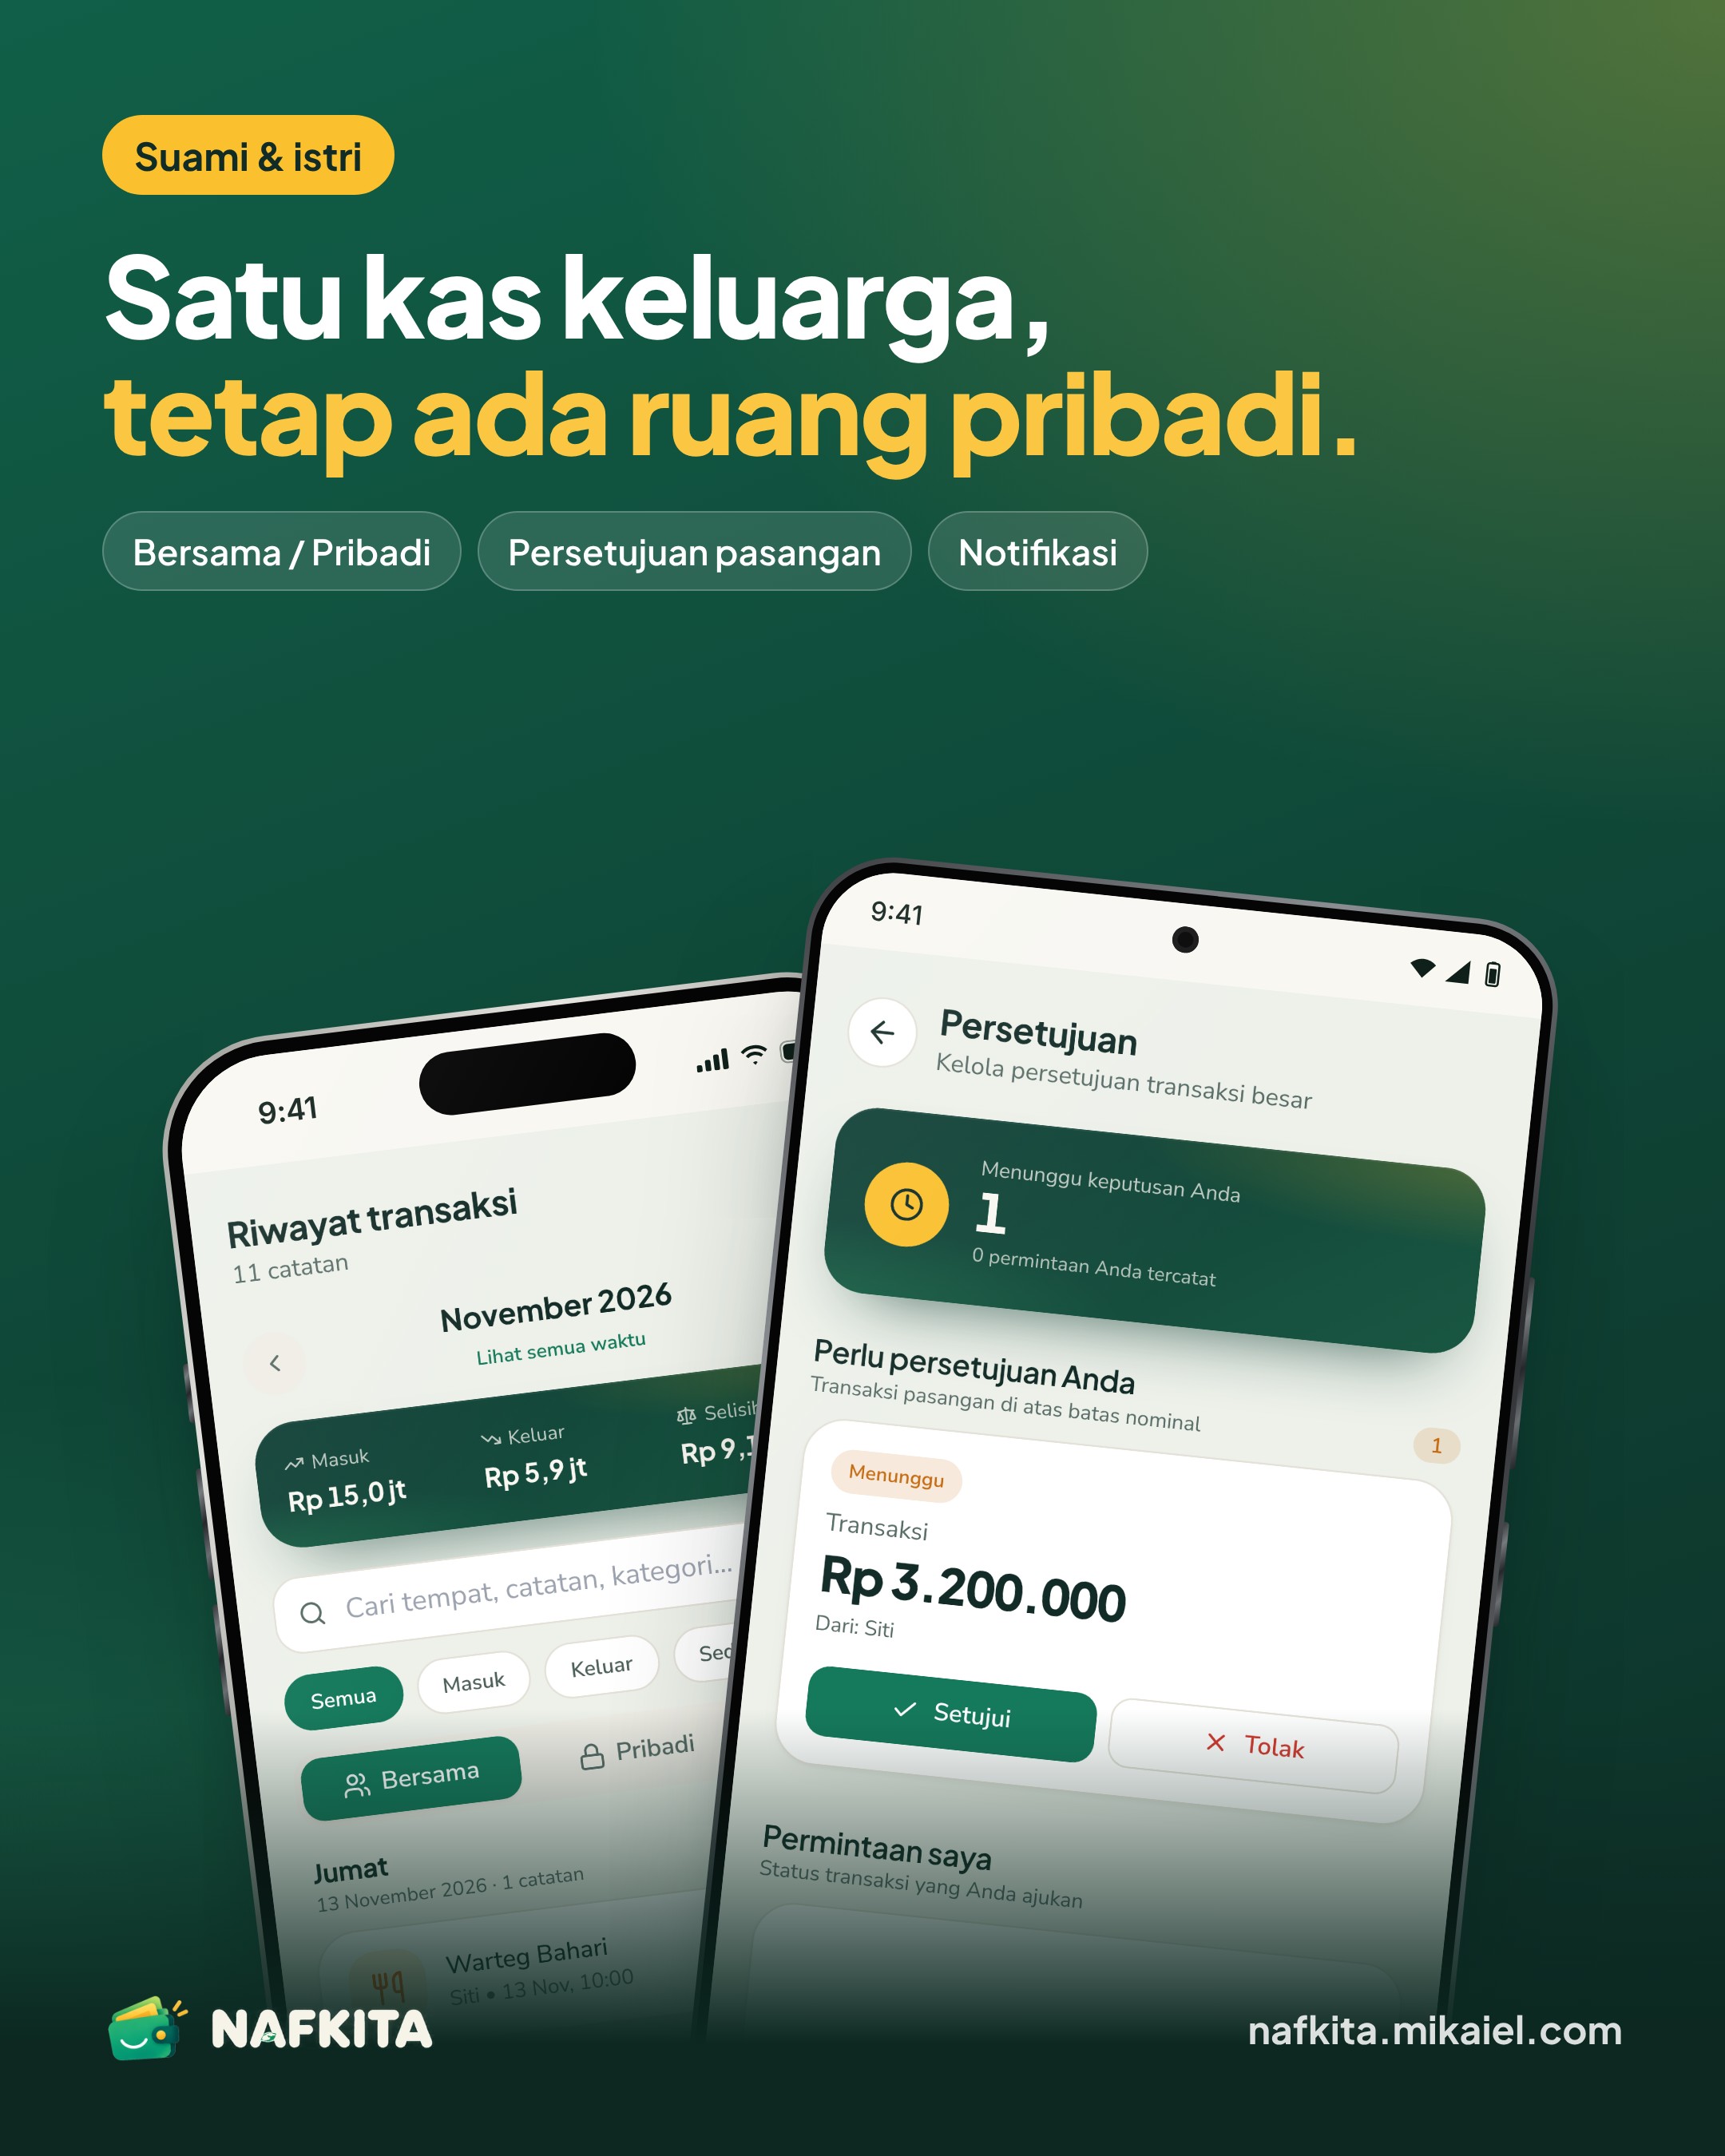 Suami & istri
Satu kas keluarga,
tetap ada ruang pribadi.
Bersama / Pribadi
Persetujuan pasangan
Notifikasi
9:41
Riwayat transaksi
11 catatan
November 2026
Lihat semua waktu
Masuk
Rp 15,0 jt
Keluar
Rp 5,9 jt
Rp
Cari tempat, catatan, kategori...
Semua
Masuk
Keluar
Bersama
Pribadi
Jumat
13 November 2026 · 1 catatan
Warteg Bahari
Siti • 13 Nov, 10:00
9:41
Persetujuan
Kelola persetujuan transaksi besar
Menunggu keputusan Anda
1
0 permintaan Anda tercatat
Perlu persetujuan Anda
Transaksi pasangan di atas batas nominal
1
Menunggu
Transaksi
Rp 3.200.000
Dari: Siti
Setujui
Tolak
Permintaan saya
Status transaksi yang Anda ajukan
NAFKITA
nafkita.mikaiel.com